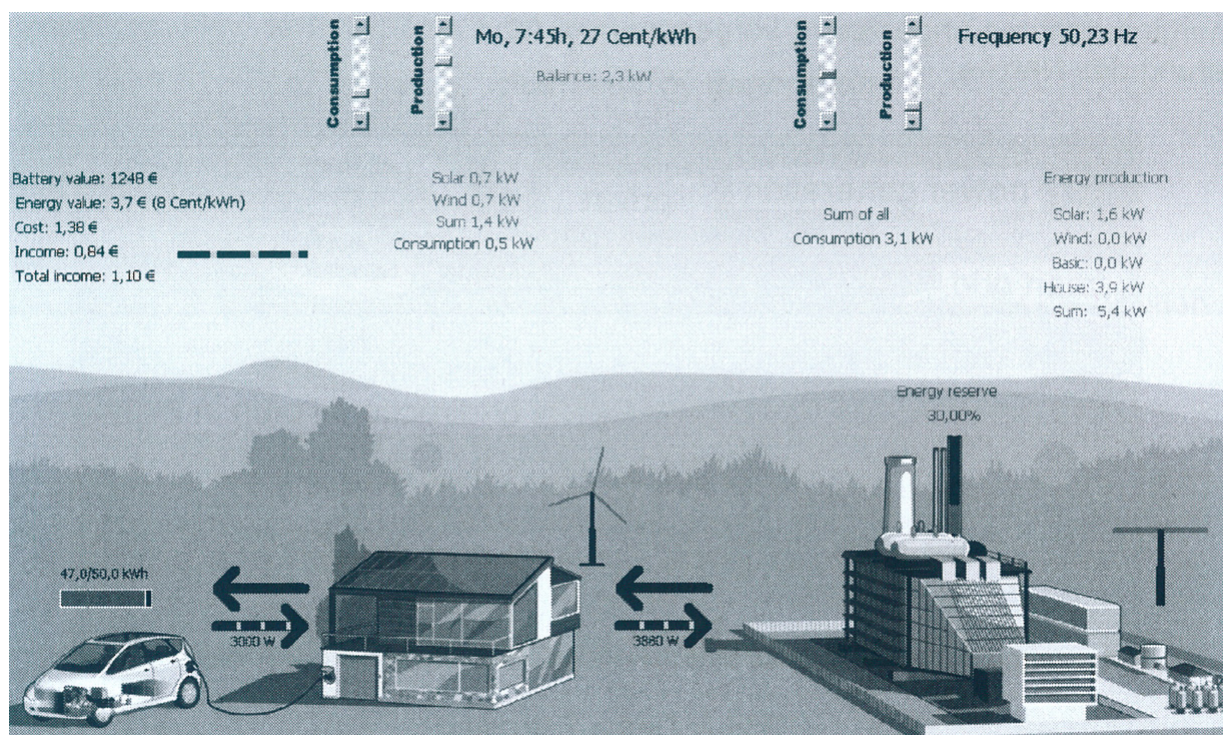 Consumption
Production
Mo, 7:45h, 27 Cent/kWh
Balance: 2,3 kW
Consumption
Production
Frequency 50,23 Hz
Battery value: 1248 €
Energy value: 3,7 € (8 Cent/kWh)
Cost: 1,38 €
Income: 0,84 €
Total income: 1,10 €
Solar 0,7 kW
Wind 0,7 kW
Sum 1,4 kW
Consumption 0,5 kW
Sum of all
Consumption 3,1 kW
Energy production
Solar: 1,6 kW
Wind: 0,0 kW
Basic: 0,0 kW
House: 3,9 kW
Sum: 5,4 kW
Energy reserve
30,00%
47,0/50,0 kWh
3000 W
3880 W